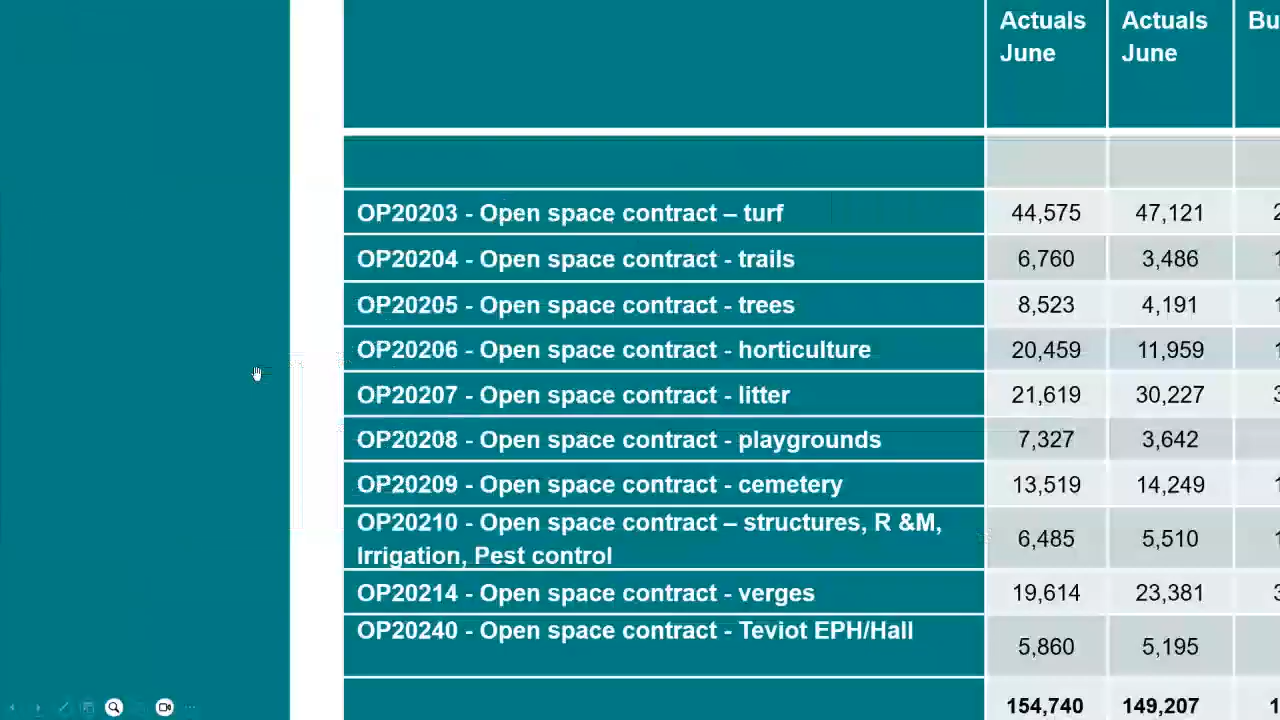 Actuals Actuals
June June
OP20203 - Open space contract – turf 44,575 47,121
OP20204 - Open space contract - trails 6,760 3,486
OP20205 - Open space contract - trees 8,523 4,191
OP20206 - Open space contract - horticulture 20,459 11,959
OP20207 - Open space contract - litter 21,619 30,227
OP20208 - Open space contract - playgrounds 7,327 3,642
OP20209 - Open space contract - cemetery 13,519 14,249
OP20210 - Open space contract – structures, R &M,
Irrigation, Pest control 6,485 5,510
OP20214 - Open space contract - verges 19,614 23,381
OP20240 - Open space contract - Teviot EPH/Hall 5,860 5,195
154,740 149,207